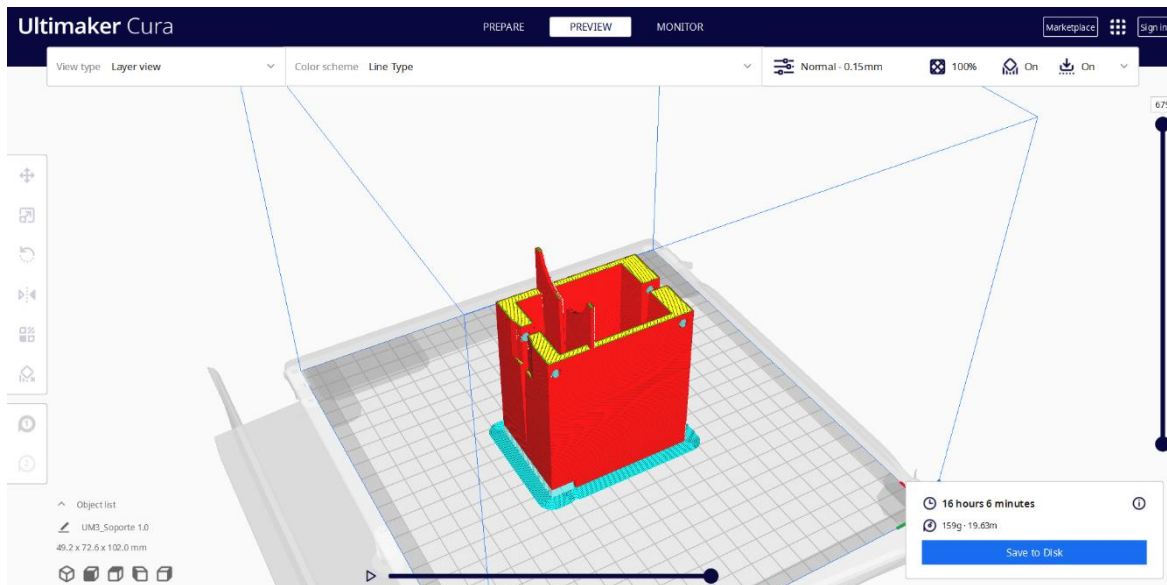 Ultimaker Cura
PREPARE PREVIEW MONITOR
Marketplace Sign in
View type Layer view
Color scheme Line Type
Normal - 0.15mm 100% On On
Object list
UM3_Soporte 1.0
49.2 x 72.6 x 102.0 mm
16 hours 6 minutes
159g · 19.63m
Save to Disk